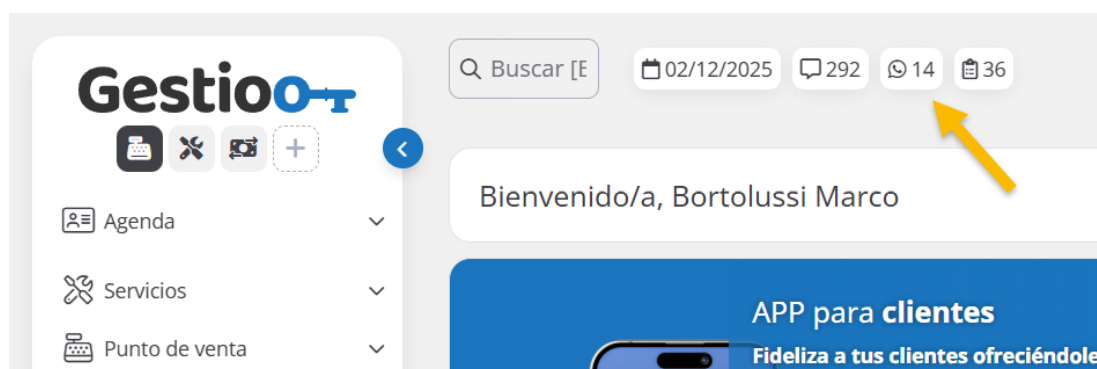 Gestioo
Buscar [E
02/12/2025
292
14
36
Agenda
Servicios
Punto de venta
Bienvenido/a, Bortolussi Marco
APP para clientes
Fideliza a tus clientes ofreciéndole